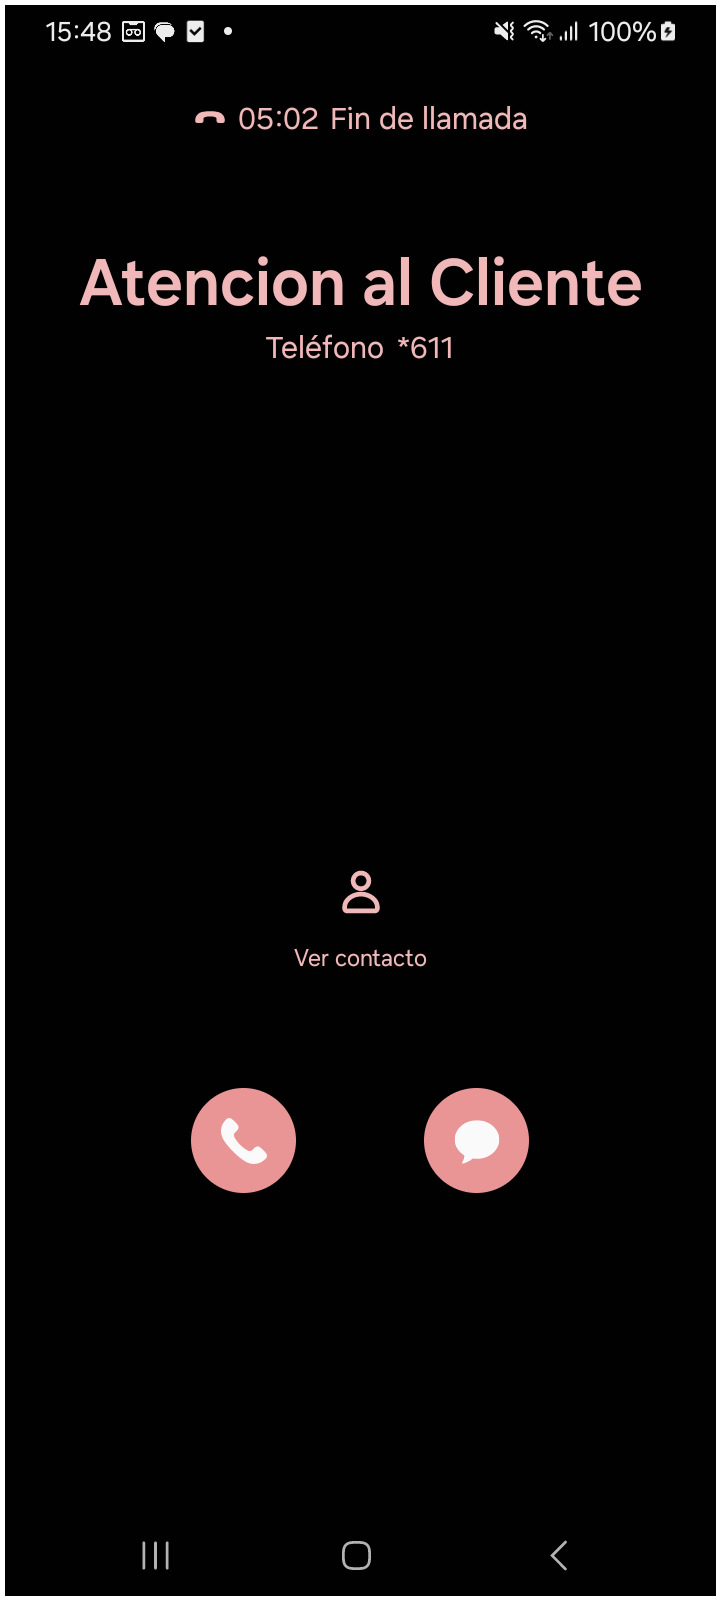 15:48 100%
05:02 Fin de llamada
Atencion al Cliente
Teléfono *611
Ver contacto